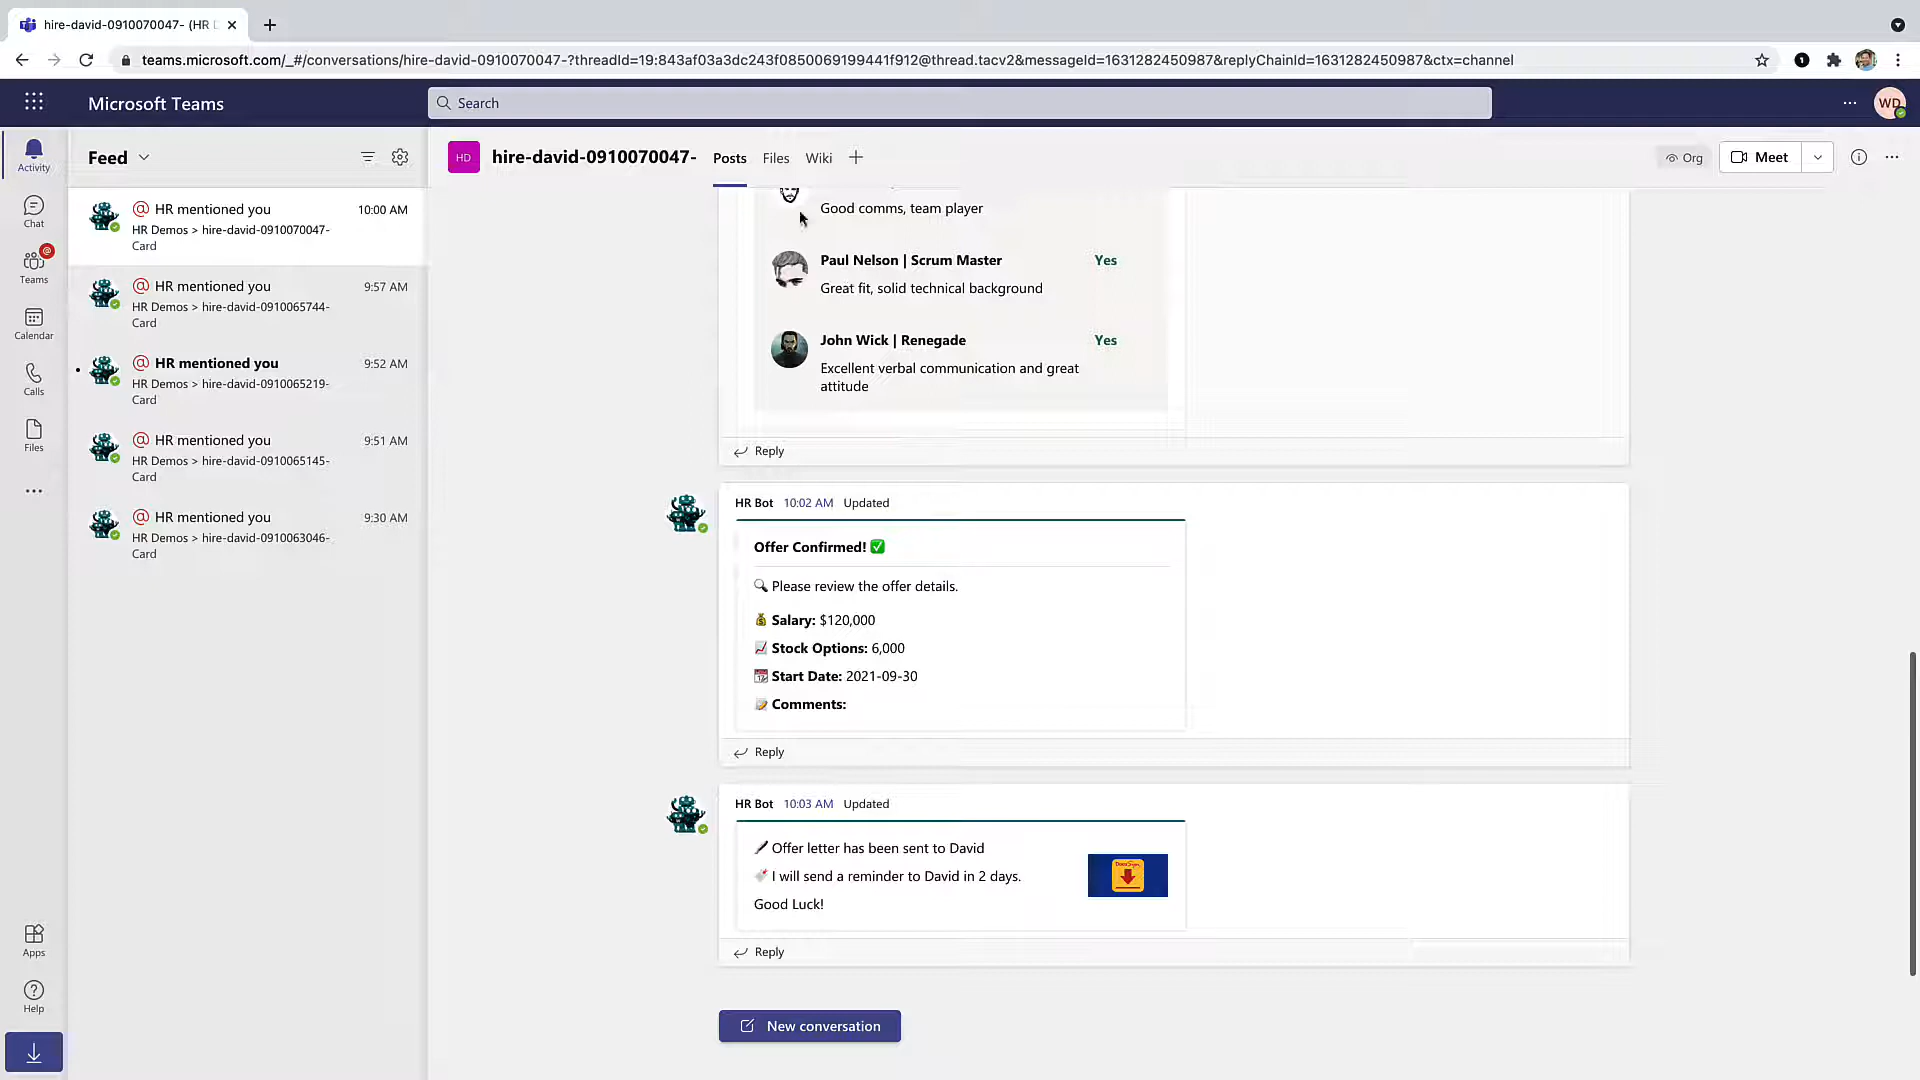 hire-david-0910070047- (HR D
teams.microsoft.com/_#/conversations/hire-david-0910070047-?threadId=19:843af03a3dc243f0850069199441f912@thread.tacv2&messageId=1631282450987&replyChainId=1631282450987&ctx=channel
Microsoft Teams
Search
WD
Activity
Chat
Teams
Calendar
Calls
Files
Apps
Help
Feed
HR mentioned you 10:00 AM
HR Demos > hire-david-0910070047-
Card
HR mentioned you 9:57 AM
HR Demos > hire-david-0910065744-
Card
HR mentioned you 9:52 AM
HR Demos > hire-david-0910065219-
Card
HR mentioned you 9:51 AM
HR Demos > hire-david-0910065145-
Card
HR mentioned you 9:30 AM
HR Demos > hire-david-0910063046-
Card
HD hire-david-0910070047- Posts Files Wiki
Org Meet
Good comms, team player
Paul Nelson | Scrum Master Yes
Great fit, solid technical background
John Wick | Renegade Yes
Excellent verbal communication and great
attitude
Reply
HR Bot 10:02 AM Updated
Offer Confirmed! ✅
🔍 Please review the offer details.
💰 Salary: $120,000
📈 Stock Options: 6,000
📆 Start Date: 2021-09-30
📝 Comments:
Reply
HR Bot 10:03 AM Updated
Offer letter has been sent to David
I will send a reminder to David in 2 days.
Good Luck!
DocuSign
Reply
New conversation